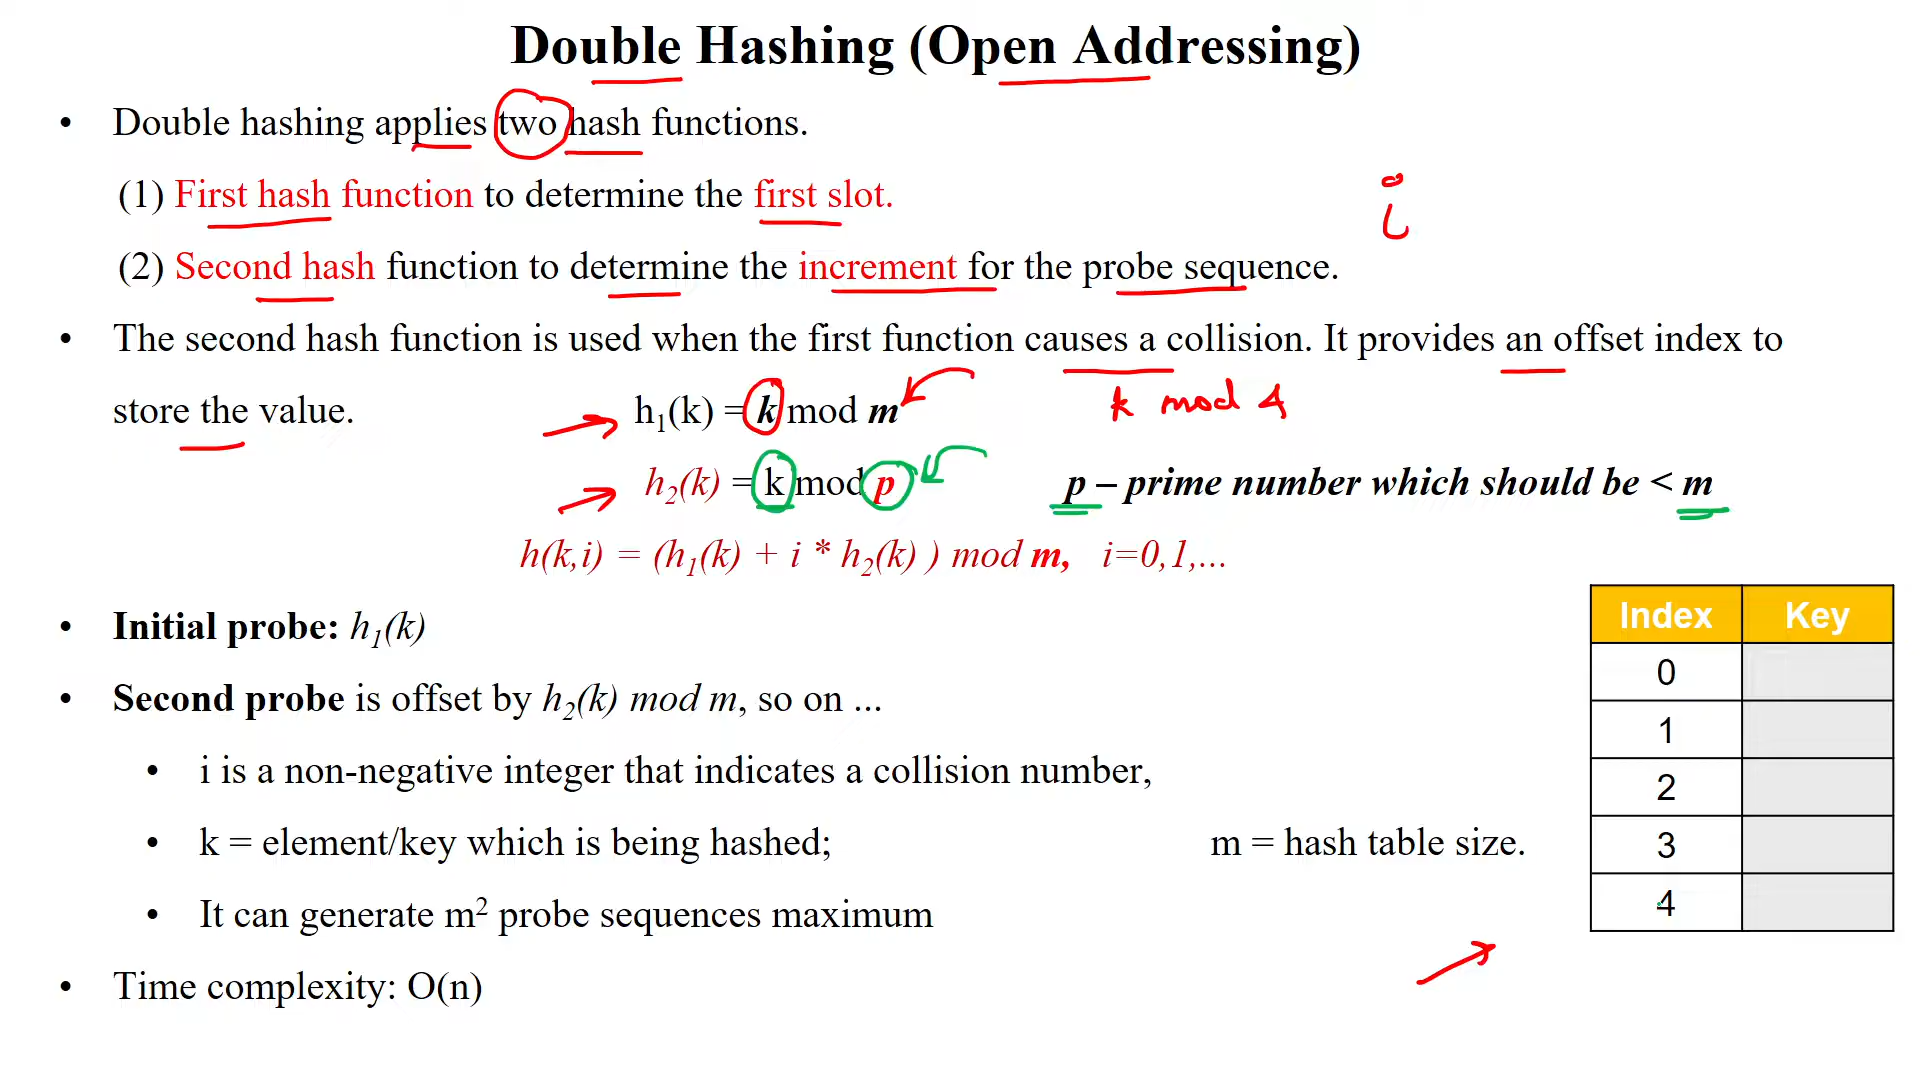 Double Hashing (Open Addressing)
• Double hashing applies two hash functions.
(1) First hash function to determine the first slot.
i
(2) Second hash function to determine the increment for the probe sequence.
• The second hash function is used when the first function causes a collision. It provides an offset index to
store the value.
h₁(k) = k mod m
k mod 4
h₂(k) = k mod p
p – prime number which should be < m
h(k,i) = (h₁(k) + i * h₂(k) ) mod m, i=0,1,...
• Initial probe: h₁(k)
• Second probe is offset by h₂(k) mod m, so on ...
• i is a non-negative integer that indicates a collision number,
• k = element/key which is being hashed;
m = hash table size.
• It can generate m² probe sequences maximum
• Time complexity: O(n)
Index Key
0
1
2
3
4